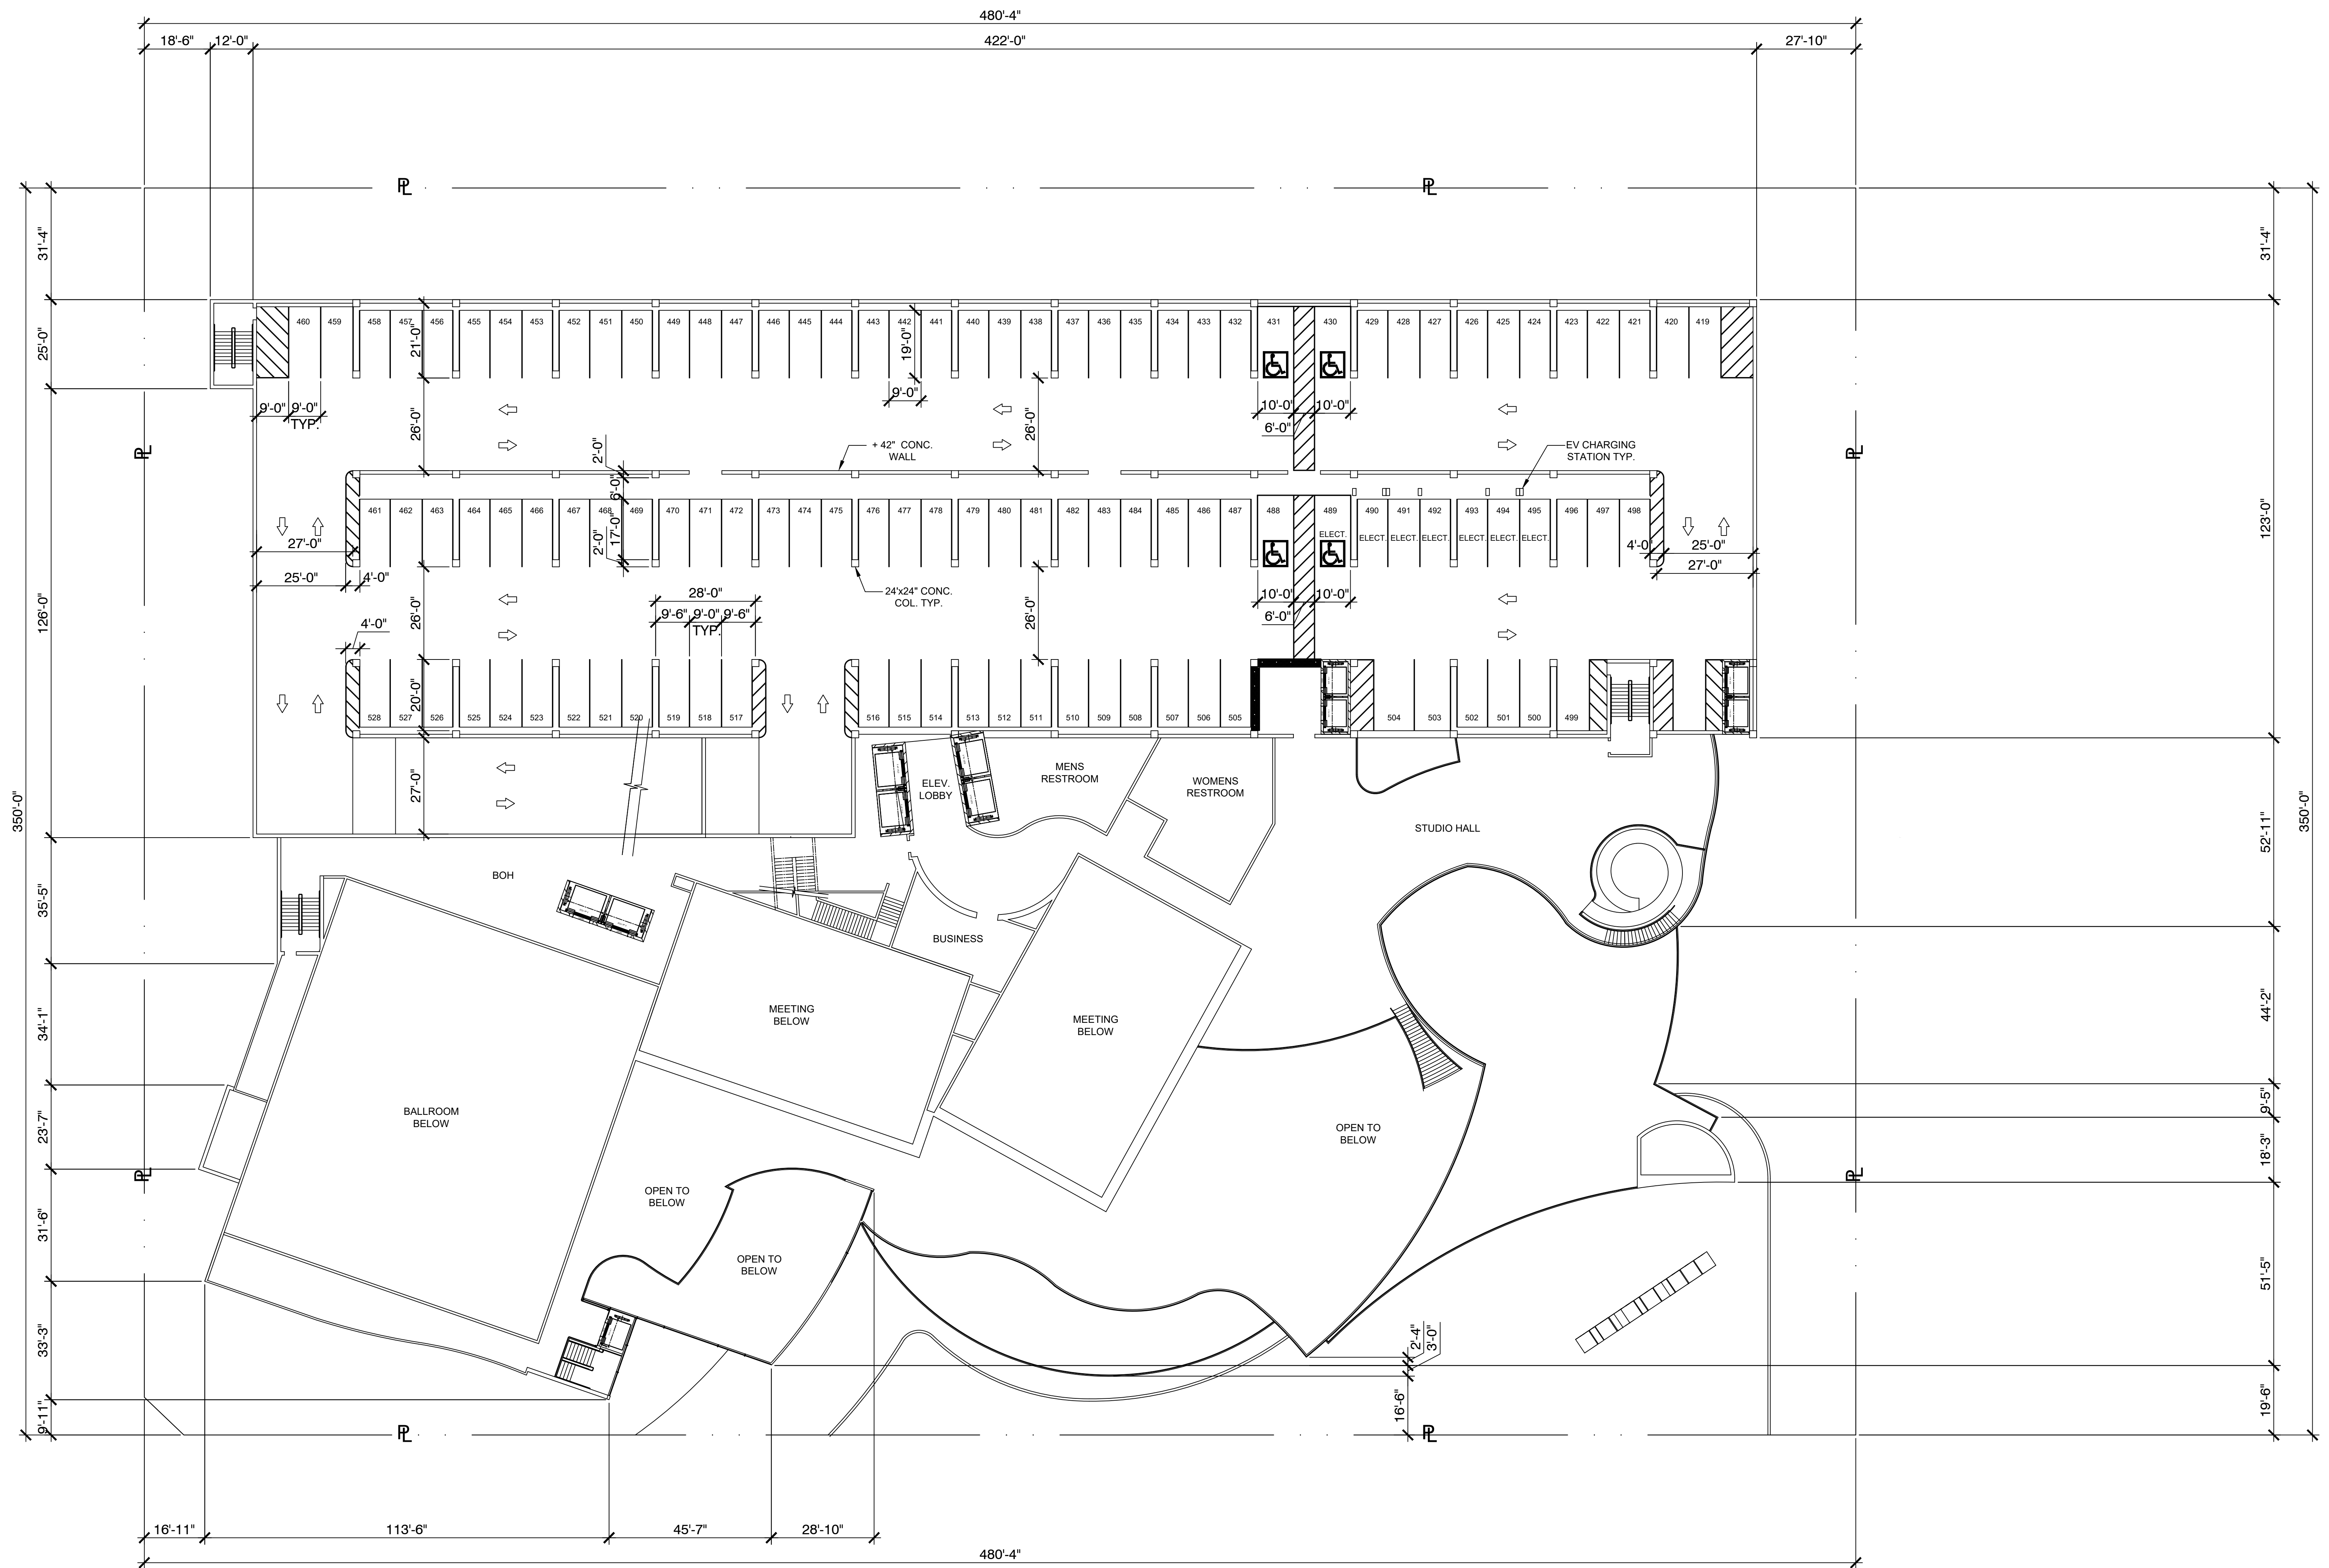 480'-4"
18'-6" 12'-0" 422'-0" 27'-10"
PL PL
31'-4" 31'-4"
460 459 458 457 456 455 454 453 452 451 450 449 448 447 446 445 444 443 442 441 440 439 438 437 436 435 434 433 432 431 430 429 428 427 426 425 424 423 422 421 420 419
25'-0" 21'-0" 19'-0"
9'-0" 9'-0" 9'-0" 10'-0" 10'-0"
TYP.
26'-0" 26'-0" 6'-0"
+ 42" CONC.
WALL
EV CHARGING
STATION TYP.
PL PL
2'-0"
6'-0"
461 462 463 464 465 466 467 468 469 470 471 472 473 474 475 476 477 478 479 480 481 482 483 484 485 486 487 488 489 490 491 492 493 494 495 496 497 498
ELECT. ELECT. ELECT. ELECT. ELECT. ELECT. ELECT.
17'-0"
2'-0"
123'-0"
27'-0" 4'-0" 25'-0"
27'-0"
25'-0" 4'-0"
24'x24" CONC.
COL. TYP.
28'-0"
10'-0" 10'-0"
6'-0"
9'-6" 9'-0" 9'-6"
TYP.
126'-0" 26'-0" 26'-0"
4'-0"
20'-0"
528 527 526 525 524 523 522 521 520 519 518 517 516 515 514 513 512 511 510 509 508 507 506 505 504 503 502 501 500 499
27'-0"
350'-0" 350'-0"
ELEV.
LOBBY
MENS
RESTROOM
WOMENS
RESTROOM
STUDIO HALL
52'-11"
BOH
35'-5"
BUSINESS
MEETING
BELOW
MEETING
BELOW
34'-1" 44'-2"
BALLROOM
BELOW
OPEN TO
BELOW
23'-7" 9'-5"
18'-3"
PL PL
OPEN TO
BELOW
31'-6"
OPEN TO
BELOW
51'-5"
33'-3"
2'-4"
3'-0"
16'-6"
9'-11" 19'-6"
PL PL
16'-11" 113'-6" 45'-7" 28'-10"
480'-4"